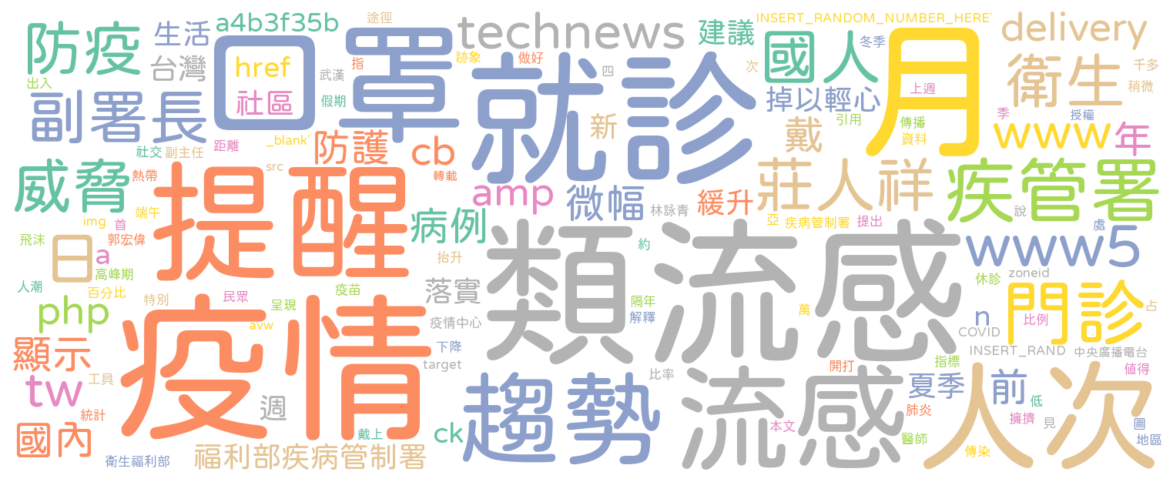 途徑
INSERT_RANDOM_NUMBER_HERE'
a4b3f35b
technews
建議
delivery
防疫
生活
口罩
就診
國人
冬季
月
衛生
台灣
href
武漢
跡象
做好
指
四
次
千多
出入
副署長
社區
假期
掉以輕心
上週
稍微
引用
傳播
資料
戴
新
季
授權
www
年
_blank'
距離
防護
cb
轉載
社交
副主任
威脅
熱帶
src
提醒
amp
微幅
緩升
莊人祥
疾管署
林詠青
亞
疾病管制署
提出
說
處
img
首
端午
病例
類流感
www5
飛沫
郭宏偉
日
a
抬升
約
高峰期
百分比
人潮
落實
休診
zoneid
門診
占
php
特別
民眾
呈現
疫苗
隔年
解釋
萬
n
COVID
比例
疫情
avw
疫情中心
顯示
下降
target
INSERT_RAND
中央廣播電台
tw
工具
比率
開打
指標
值得
趨勢
流感
夏季
前
人次
統計
週
肺炎
低
擁擠
見
圖
地區
國內
戴上
ck
本文
醫師
衛生福利部
福利部疾病管制署
傳染